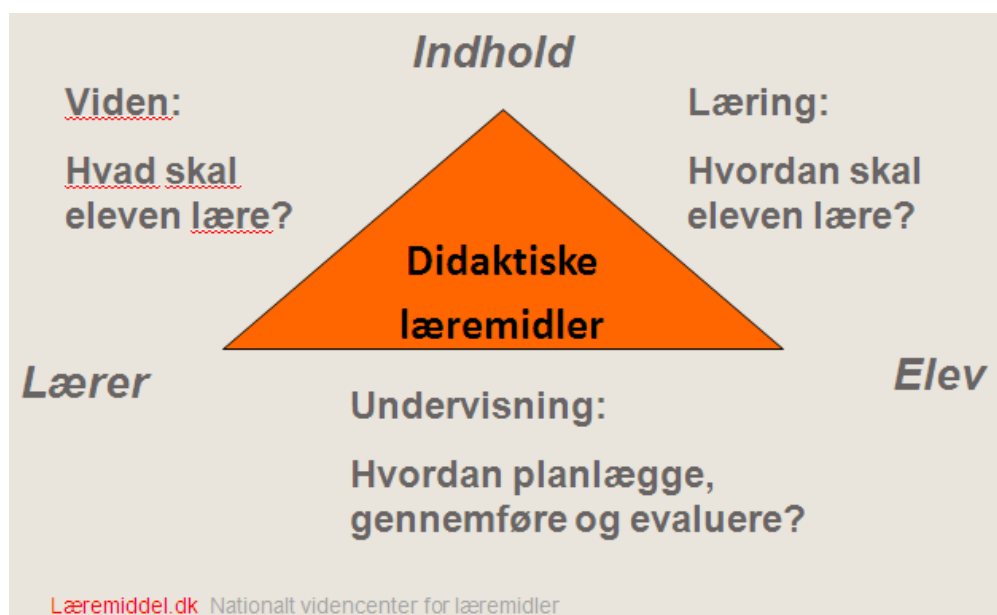 Indhold
Viden:
Hvad skal
eleven lære?
Læring:
Hvordan skal
eleven lære?
Didaktiske
læremidler
Lærer
Elev
Undervisning:
Hvordan planlægge,
gennemføre og evaluere?
Læremiddel.dk Nationalt videncenter for læremidler